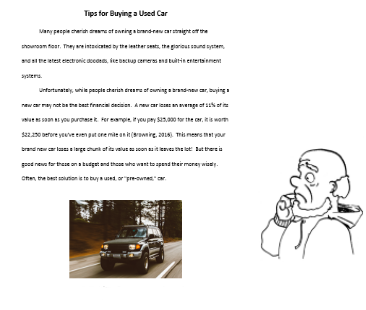 Tips for Buying a Used Car
Many people cherish dreams of owning a brand-new car straight off the
showroom floor. They are intoxicated by the leather seats, the glorious sound system,
and all the latest electronic doodads, like backup cameras and built-in entertainment
systems.
Unfortunately, while people cherish dreams of owning a brand-new car, buying a
new car may not be the best financial decision. A new car loses an average of 11% of its
value as soon as you purchase it. For example, if you pay $25,000 for the car, it is worth
$22,250 before you've even put one mile on it (Browning, 2016). This means that your
brand new car loses a large chunk of its value as soon as it leaves the lot! But there is
good news for those on a budget and those who want to spend their money wisely.
Often, the best solution is to buy a used, or "pre-owned," car.